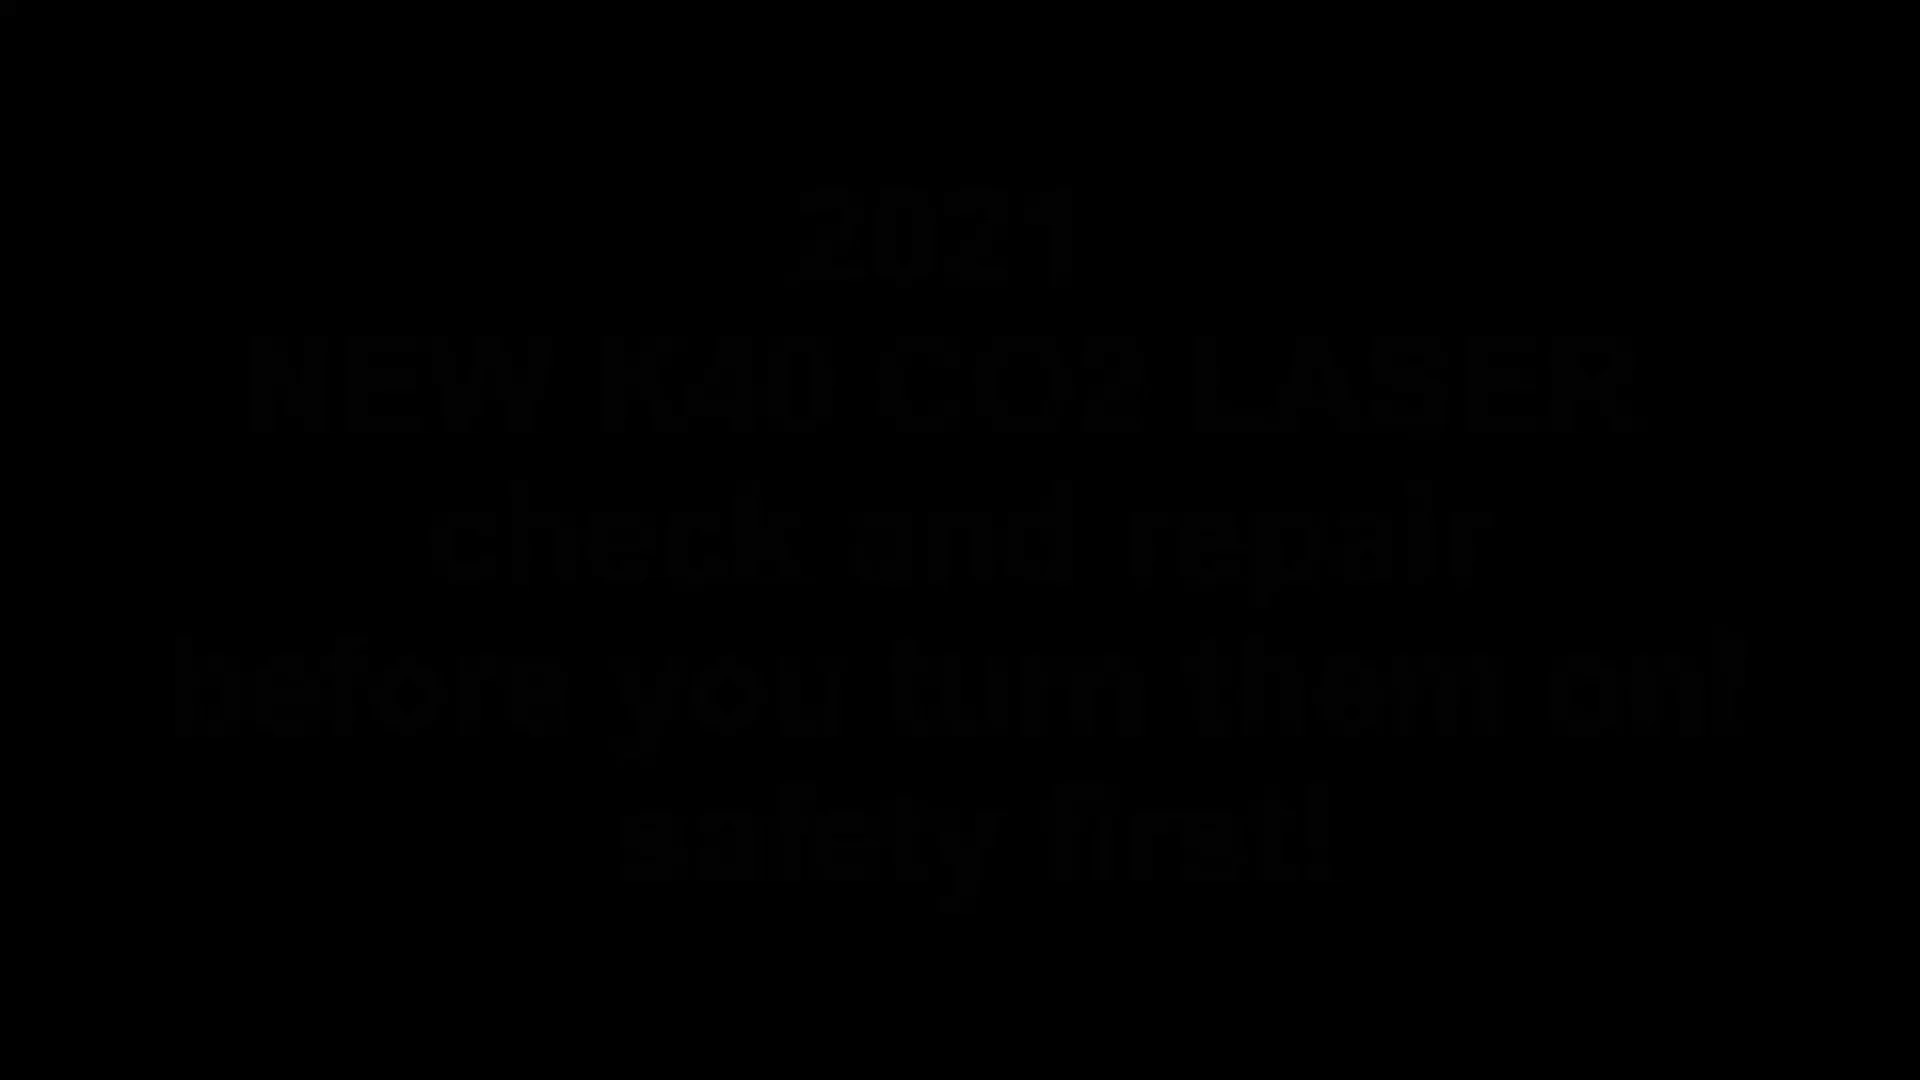 2021
NEW K40 CO2 LASER
check and repair
before you turn them on!
safety first!